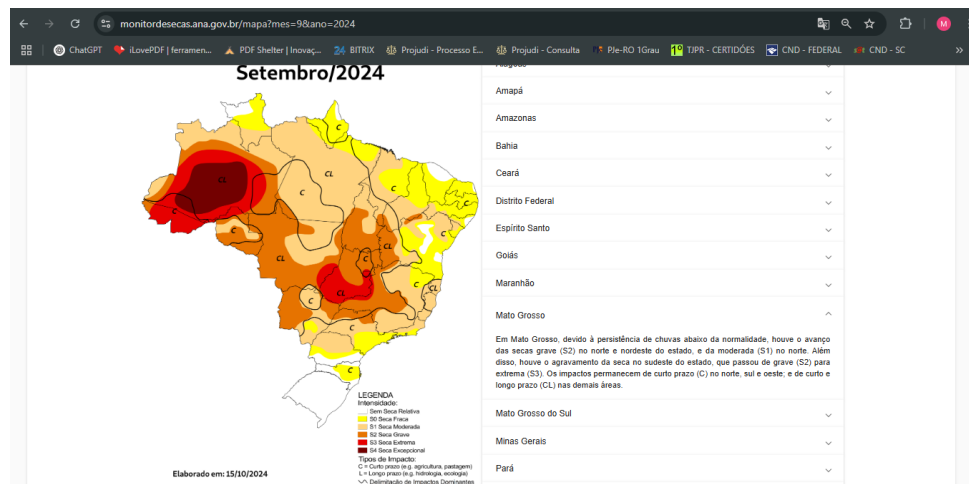 monitordesecas.ana.gov.br/mapa?mes=9&ano=2024
M
ChatGPT
iLovePDF | ferramen...
PDF Shelter | Inovaç...
24 BITRIX
Projudi - Processo E...
Projudi - Consulta
PJe-RO 1Grau
1º TJPR - CERTIDÕES
CND - FEDERAL
CND - SC
»
Setembro/2024
C
CL
CL
C
C
C
C
C
CL
CL
C
C
CL
CL
C
C
LEGENDA
Intensidade:
Sem Seca Relativa
S0 Seca Fraca
S1 Seca Moderada
S2 Seca Grave
S3 Seca Extrema
S4 Seca Excepcional
Tipos de Impacto:
C = Curto prazo (e.g. agricultura, pastagem)
L = Longo prazo (e.g. hidrologia, ecologia)
Delimitação de Impactos Dominantes
Elaborado em: 15/10/2024
Alagoas
Amapá
Amazonas
Bahia
Ceará
Distrito Federal
Espírito Santo
Goiás
Maranhão
Mato Grosso
Em Mato Grosso, devido à persistência de chuvas abaixo da normalidade, houve o avanço
das secas grave (S2) no norte e nordeste do estado, e da moderada (S1) no norte. Além
disso, houve o agravamento da seca no sudeste do estado, que passou de grave (S2) para
extrema (S3). Os impactos permanecem de curto prazo (C) no norte, sul e oeste; e de curto e
longo prazo (CL) nas demais áreas.
Mato Grosso do Sul
Minas Gerais
Pará